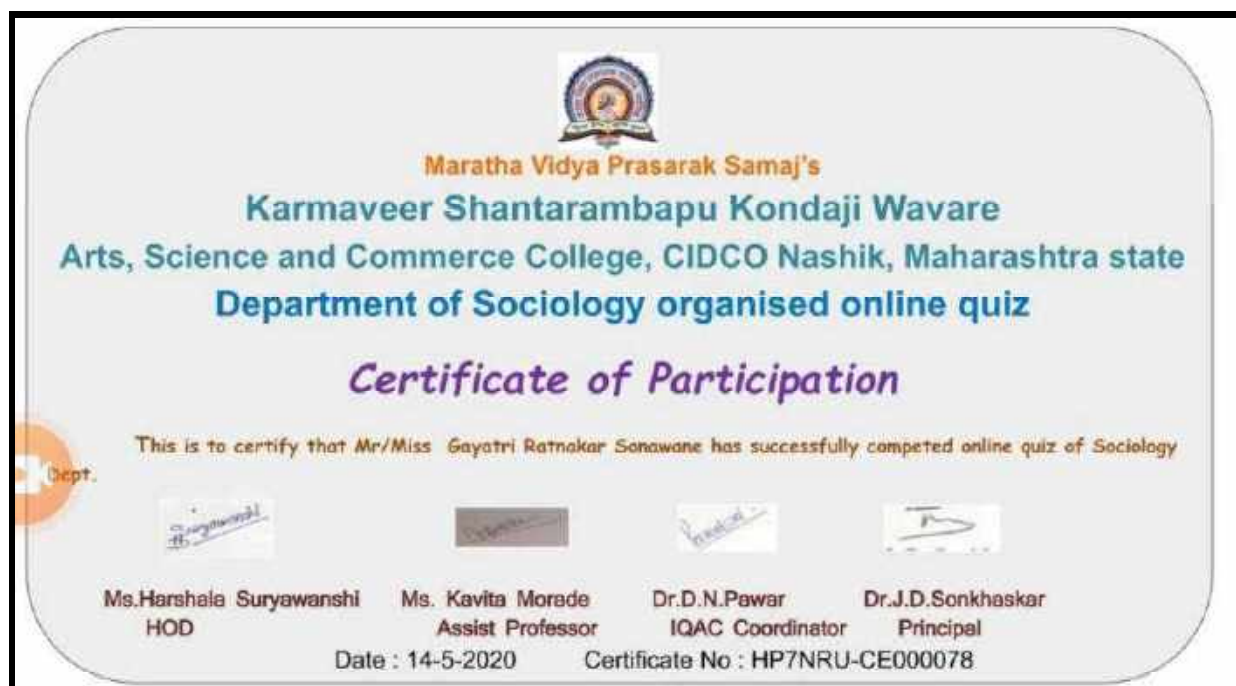 Maratha Vidya Prasarak Samaj's
Karmaveer Shantarambapu Kondaji Wavare
Arts, Science and Commerce College, CIDCO Nashik, Maharashtra state
Department of Sociology organised online quiz
Certificate of Participation
This is to certify that Mr/Miss Gayatri Ratnakar Sonawane has successfully competed online quiz of Sociology
Dept.
Suryawanshi
Ms.Harshala Suryawanshi Ms. Kavita Morade Dr.D.N.Pawar Dr.J.D.Sonkhaskar
HOD Assist Professor IQAC Coordinator Principal
Date : 14-5-2020 Certificate No : HP7NRU-CE000078